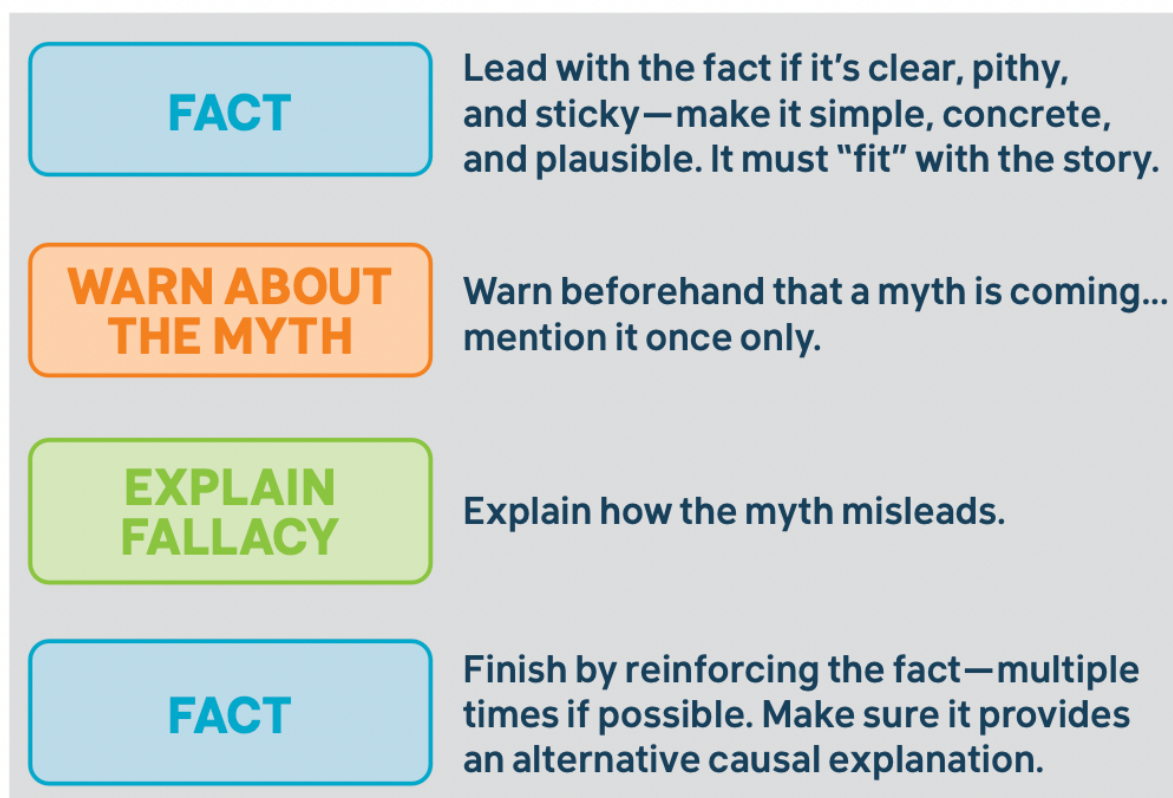 FACT
Lead with the fact if it’s clear, pithy,
and sticky—make it simple, concrete,
and plausible. It must “fit” with the story.
WARN ABOUT
THE MYTH
Warn beforehand that a myth is coming...
mention it once only.
EXPLAIN
FALLACY
Explain how the myth misleads.
FACT
Finish by reinforcing the fact—multiple
times if possible. Make sure it provides
an alternative causal explanation.